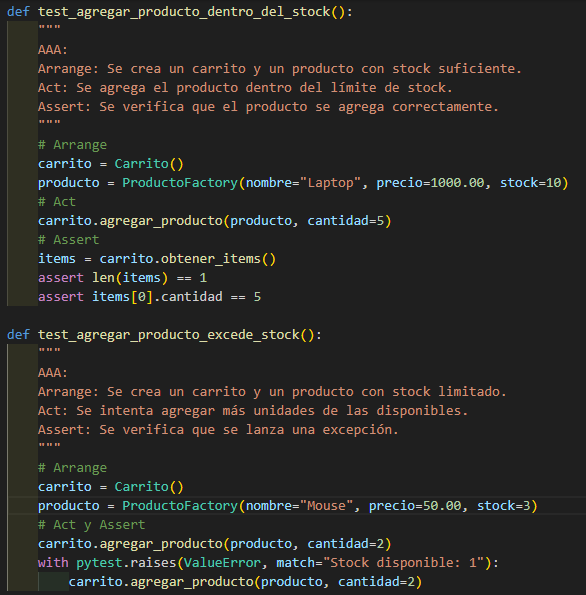 def test_agregar_producto_dentro_del_stock():
    """
    AAA:
    Arrange: Se crea un carrito y un producto con stock suficiente.
    Act: Se agrega el producto dentro del límite de stock.
    Assert: Se verifica que el producto se agrega correctamente.
    """
    # Arrange
    carrito = Carrito()
    producto = ProductoFactory(nombre="Laptop", precio=1000.00, stock=10)
    # Act
    carrito.agregar_producto(producto, cantidad=5)
    # Assert
    items = carrito.obtener_items()
    assert len(items) == 1
    assert items[0].cantidad == 5

def test_agregar_producto_excede_stock():
    """
    AAA:
    Arrange: Se crea un carrito y un producto con stock limitado.
    Act: Se intenta agregar más unidades de las disponibles.
    Assert: Se verifica que se lanza una excepción.
    """
    # Arrange
    carrito = Carrito()
    producto = ProductoFactory(nombre="Mouse", precio=50.00, stock=3)
    # Act y Assert
    carrito.agregar_producto(producto, cantidad=2)
    with pytest.raises(ValueError, match="Stock disponible: 1"):
        carrito.agregar_producto(producto, cantidad=2)